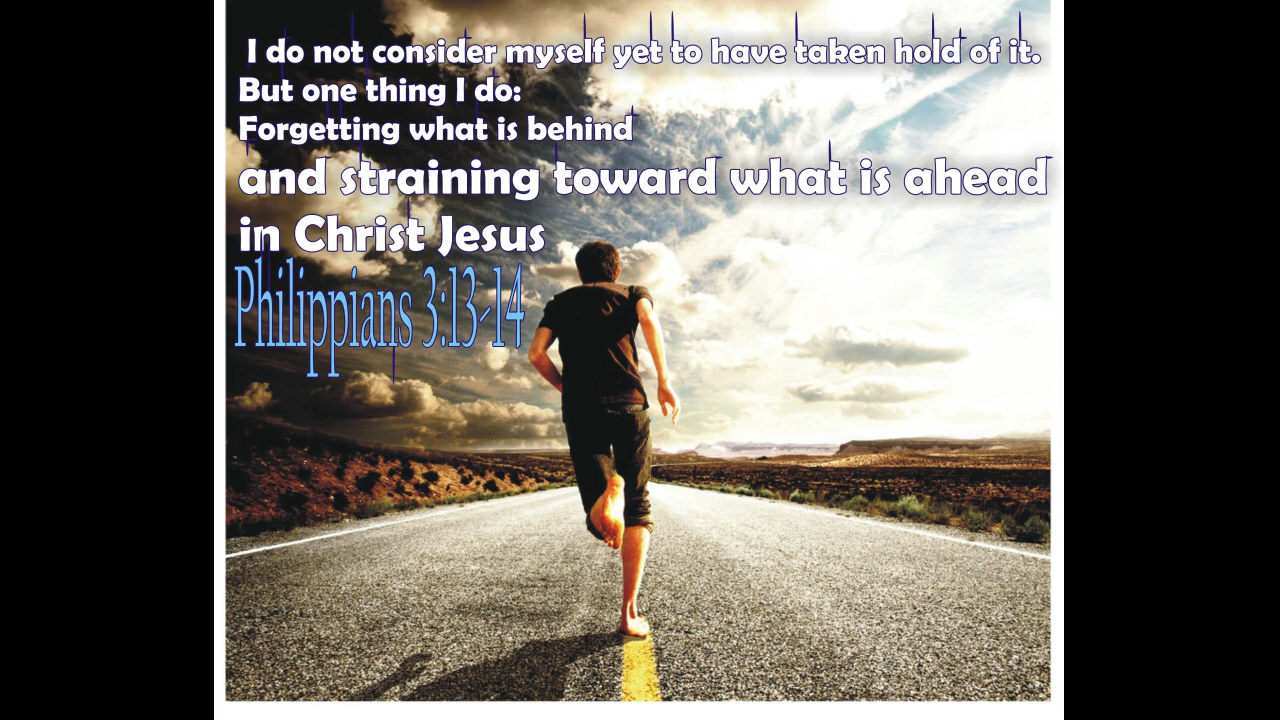 I do not consider myself yet to have taken hold of it.
But one thing I do:
Forgetting what is behind
and straining toward what is ahead
in Christ Jesus
Philippians 3:13-14